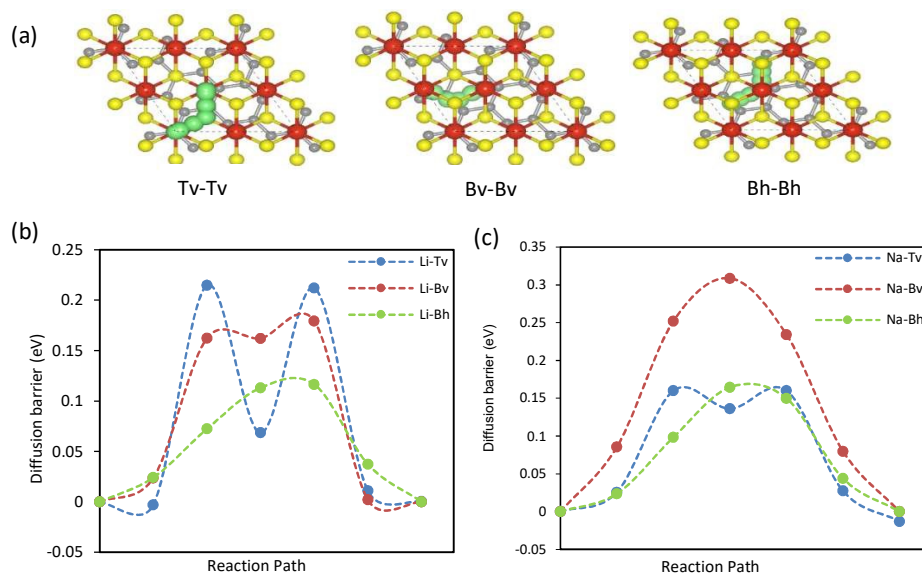 (a)
Tv-Tv
Bv-Bv
Bh-Bh
(b)
0.25
0.2
0.15
0.1
0.05
0
-0.05
Diffusion barrier (eV)
Reaction Path
Li-Tv
Li-Bv
Li-Bh
(c)
0.35
0.3
0.25
0.2
0.15
0.1
0.05
0
-0.05
Diffusion barrier (eV)
Reaction Path
Na-Tv
Na-Bv
Na-Bh